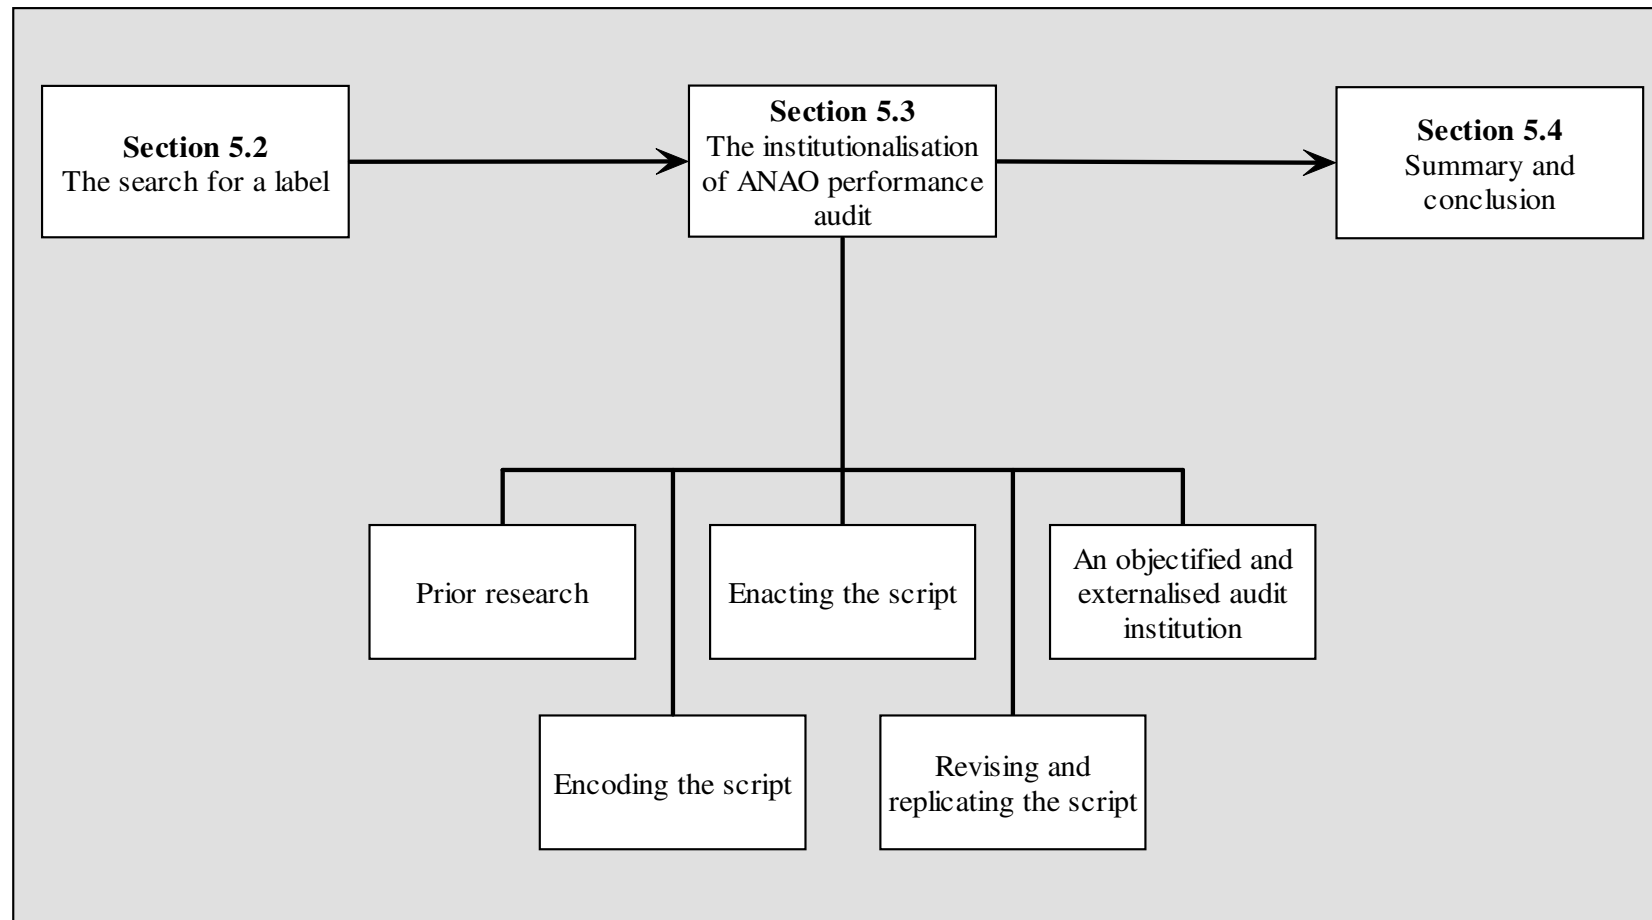 Section 5.2
The search for a label
Section 5.3
The institutionalisation
of ANAO performance
audit
Section 5.4
Summary and
conclusion
Prior research
Enacting the script
An objectified and
externalised audit
institution
Encoding the script
Revising and
replicating the script